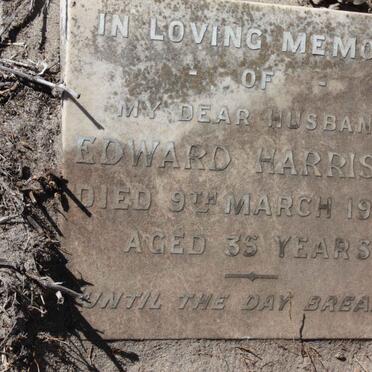 IN LOVING MEMO
- OF -
MY DEAR HUSBAN
EDWARD HARRIS
DIED 9TH MARCH 19
AGED 35 YEARS
UNTIL THE DAY BREA